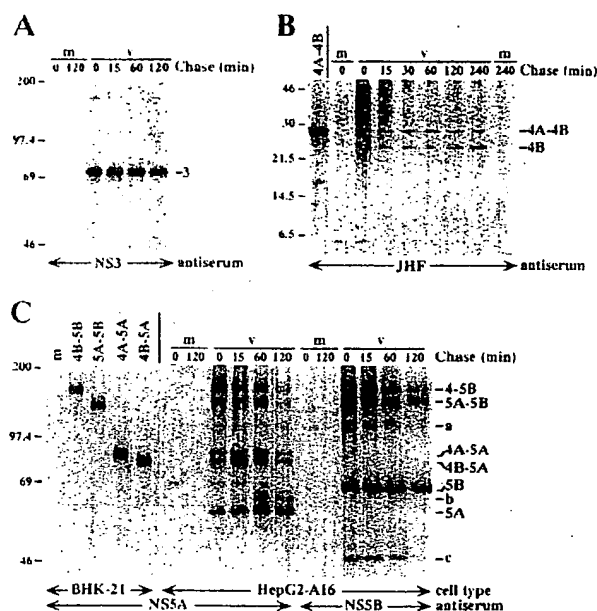 A
m v
0 120 0 15 60 120 Chase (min)
200 -
97.4 -
69 -
-3
46 -
NS3 antiserum
B
4A-4B
m v m
0 0 15 30 60 120 240 240
Chase (min)
46 -
30 -
21.5 -
14.5 -
6.5 -
-4A-4B
-4B
JHF antiserum
C
m 4B-5B 5A-5B 4A-5A 4B-5A
m v m v
0 120 0 15 60 120 0 120 0 15 60 120
Chase (min)
200 -
97.4 -
69 -
46 -
-4-5B
-5A-5B
-a
4A-5A
4B-5A
-5B
-b
-5A
-c
BHK-21 HepG2-A16 cell type
NS5A NS5B antiserum